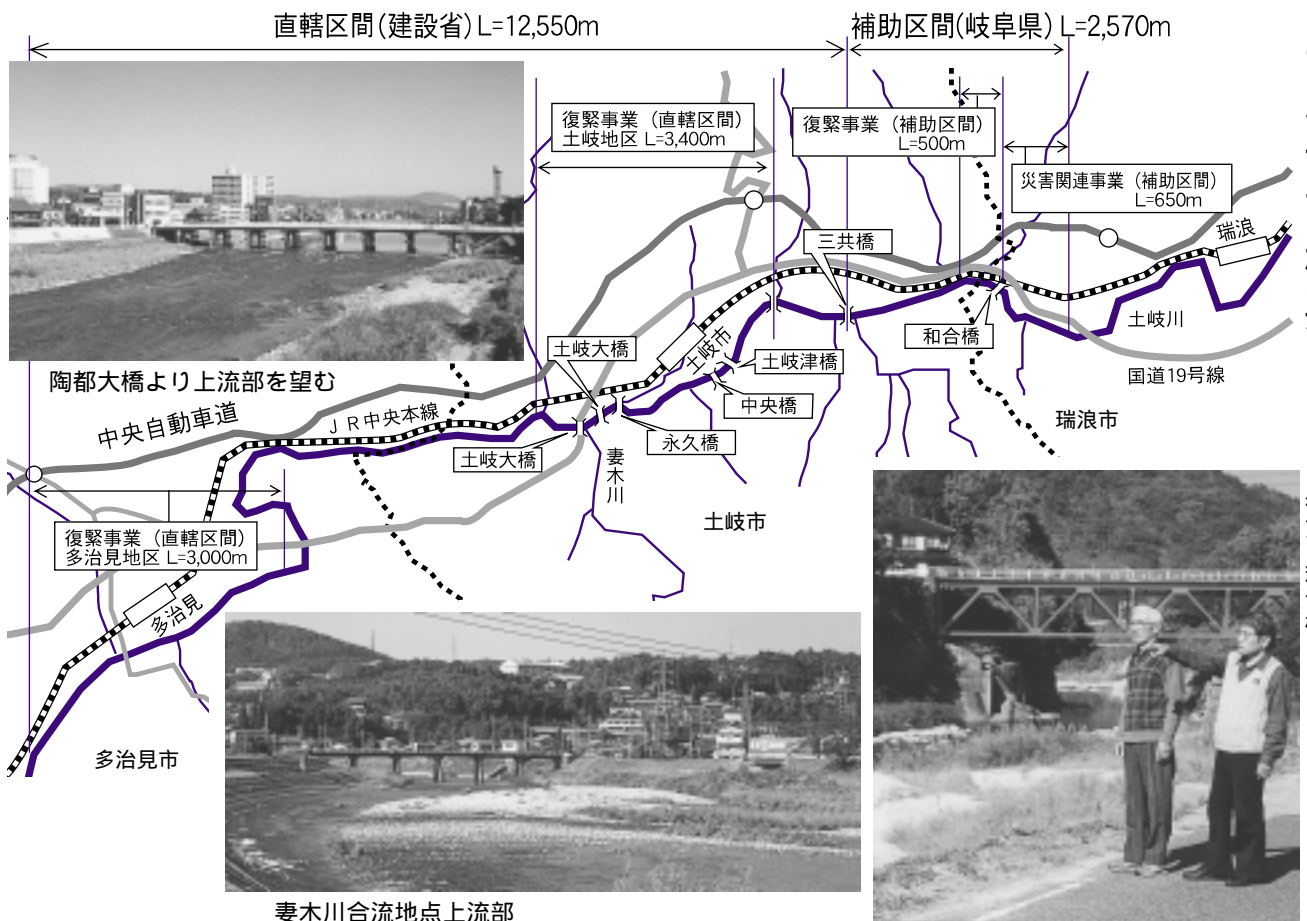 直轄区間(建設省) L=12,550m
補助区間(岐阜県) L=2,570m
復緊事業（直轄区間）
土岐地区 L=3,400m
復緊事業（補助区間）
L=500m
災害関連事業（補助区間）
L=650m
三共橋
瑞浪
土岐川
和合橋
国道19号線
土岐大橋
土岐市
土岐津橋
中央橋
陶都大橋より上流部を望む
中央自動車道
ＪＲ中央本線
土岐大橋
永久橋
妻木川
瑞浪市
土岐市
復緊事業（直轄区間）
多治見地区 L=3,000m
多治見
多治見市
妻木川合流地点上流部